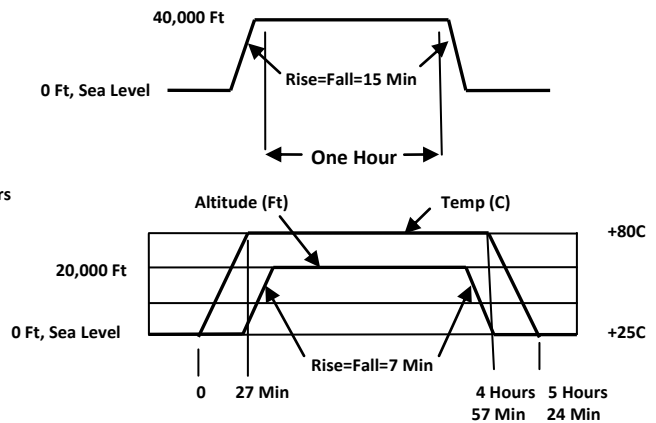 40,000 Ft
Rise=Fall=15 Min
0 Ft, Sea Level
One Hour
rs
Altitude (Ft)
Temp (C)
+80C
20,000 Ft
0 Ft, Sea Level
+25C
Rise=Fall=7 Min
0
27 Min
4 Hours
57 Min
5 Hours
24 Min